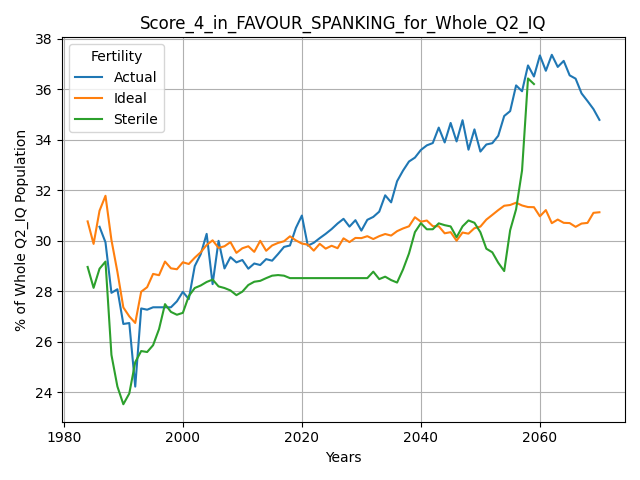 Score_4_in_FAVOUR_SPANKING_for_Whole_Q2_IQ
Fertility
Actual
Ideal
Sterile
% of Whole Q2_IQ Population
38
36
34
32
30
28
26
24
1980
2000
2020
2040
2060
Years